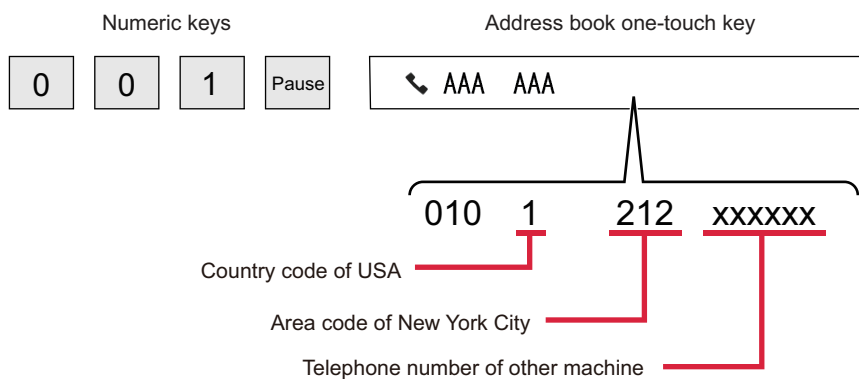 Numeric keys Address book one-touch key
0 0 1 Pause AAA AAA
010 1 212 xxxxxx
Country code of USA
Area code of New York City
Telephone number of other machine